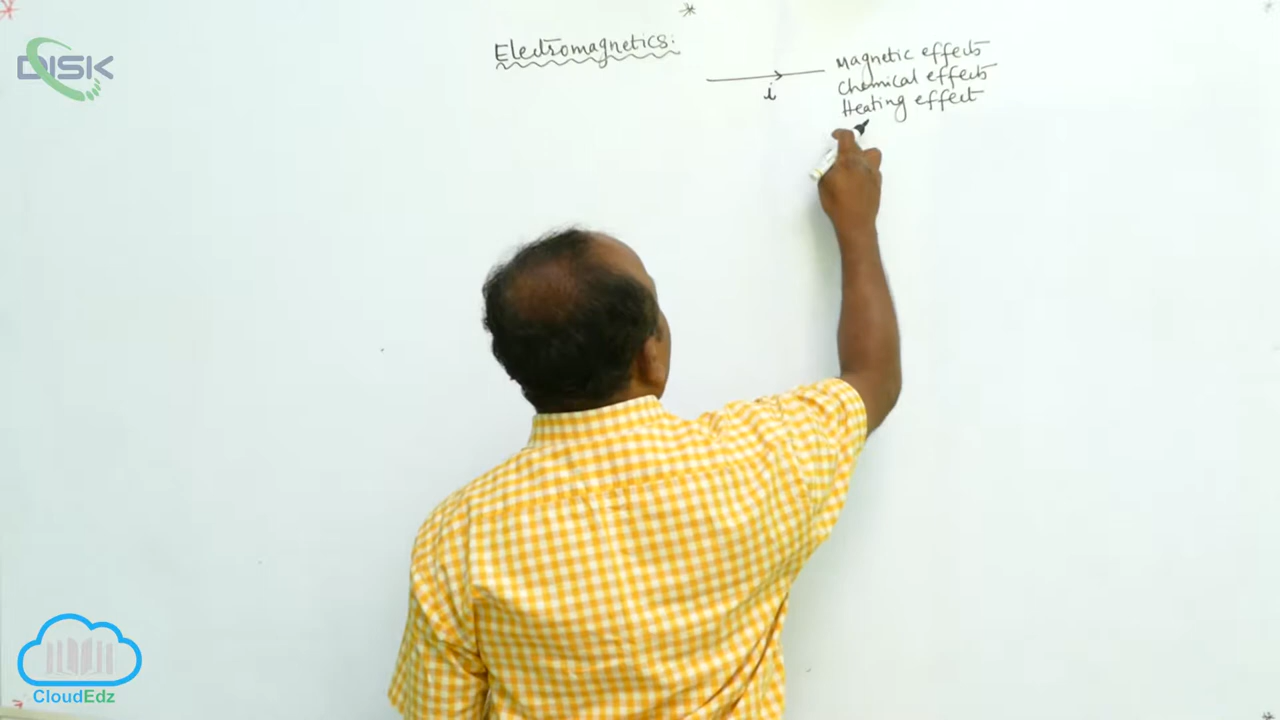 DISK
Electromagnetics:
i
Magnetic effects
Chemical effects
Heating effect
CloudEdz